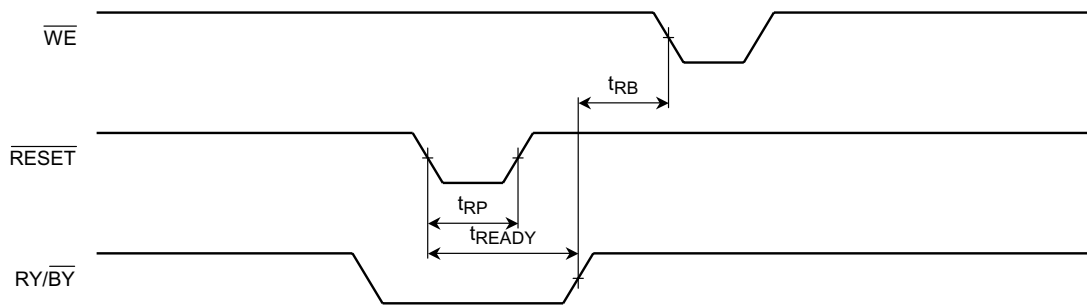 WE
tRB
RESET
tRP
tREADY
RY/BY